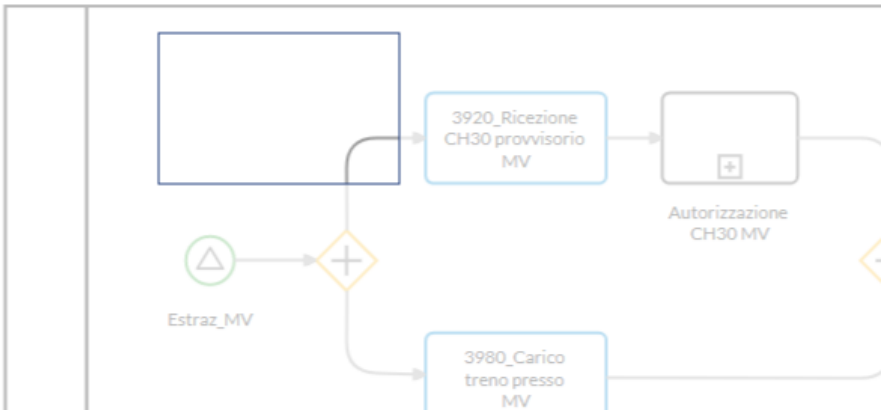 3920_Ricezione
CH30 provvisorio
MV
Autorizzazione
CH30 MV
Estraz_MV
3980_Carico
treno presso
MV